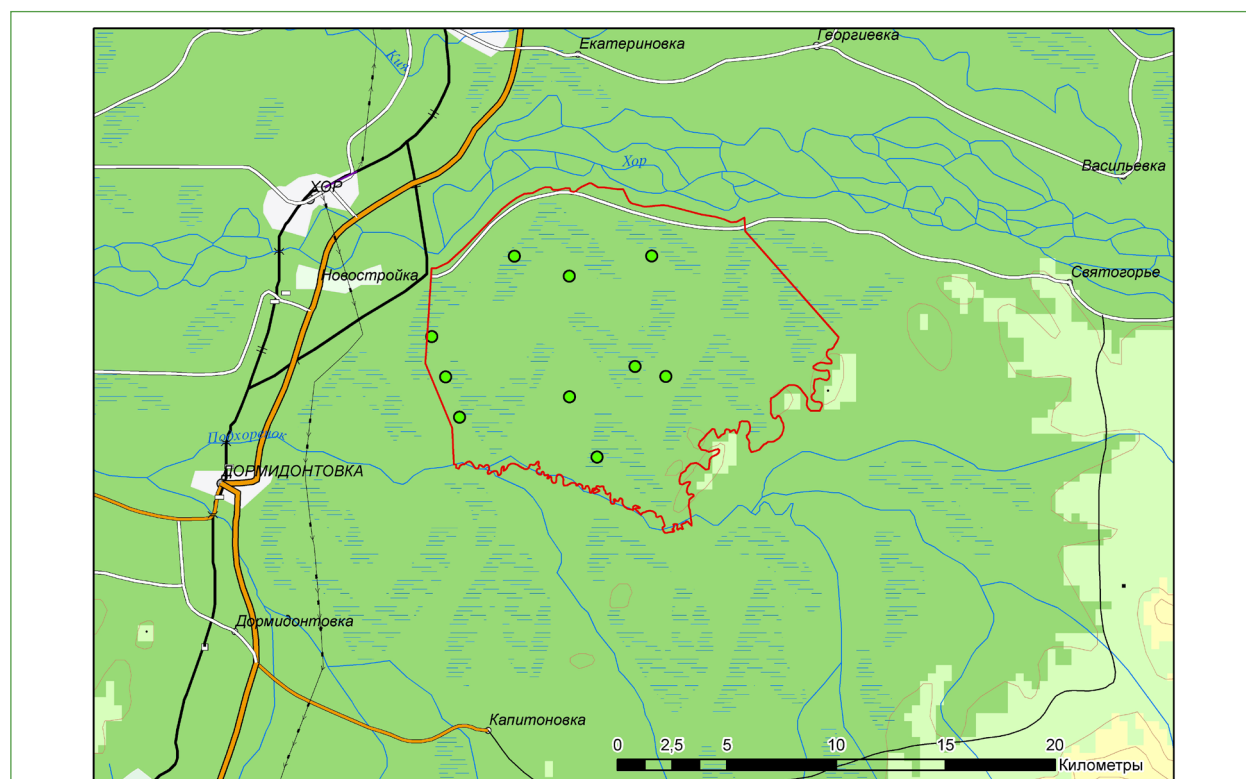 Георгиевка
Екатериновка
Кия
Хор
Васильевка
ХОР
Святогорье
Новостройка
Подхоренок
ДОРМИДОНТОВКА
Дормидонтовка
Капитоновка
0 2,5 5 10 15 20
Километры